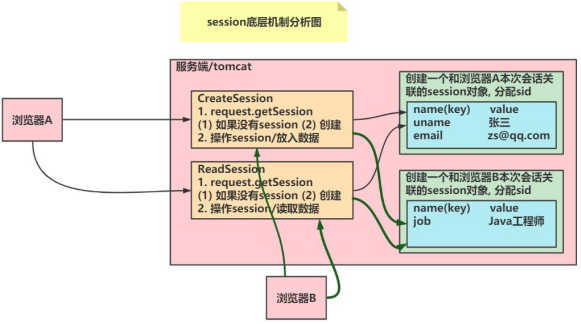 session底层机制分析图
服务端/tomcat
浏览器A
CreateSession
1. request.getSession
(1) 如果没有session (2) 创建
2. 操作session/放入数据
创建一个和浏览器A本次会话关
联的session对象, 分配sid
name(key) value
uname 张三
email zs@qq.com
ReadSession
1. request.getSession
(1) 如果没有session (2) 创建
2. 操作session/读取数据
创建一个和浏览器B本次会话关
联的session对象, 分配sid
name(key) value
job Java工程师
浏览器B